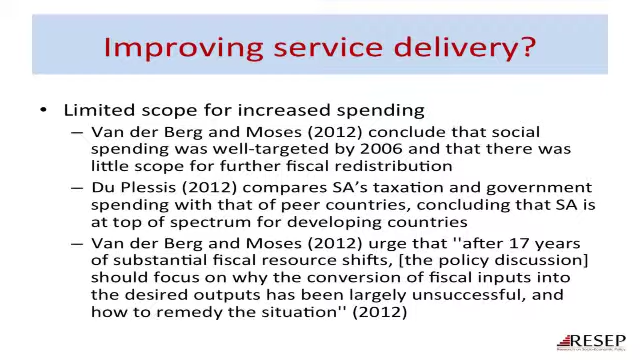 Improving service delivery?
• Limited scope for increased spending
– Van der Berg and Moses (2012) conclude that social
spending was well-targeted by 2006 and that there was
little scope for further fiscal redistribution
– Du Plessis (2012) compares SA's taxation and government
spending with that of peer countries, concluding that SA is
at top of spectrum for developing countries
– Van der Berg and Moses (2012) urge that "after 17 years
of substantial fiscal resource shifts, [the policy discussion]
should focus on why the conversion of fiscal inputs into
the desired outputs has been largely unsuccessful, and
how to remedy the situation" (2012)
RESEP
Research on Socio-Economic Policy